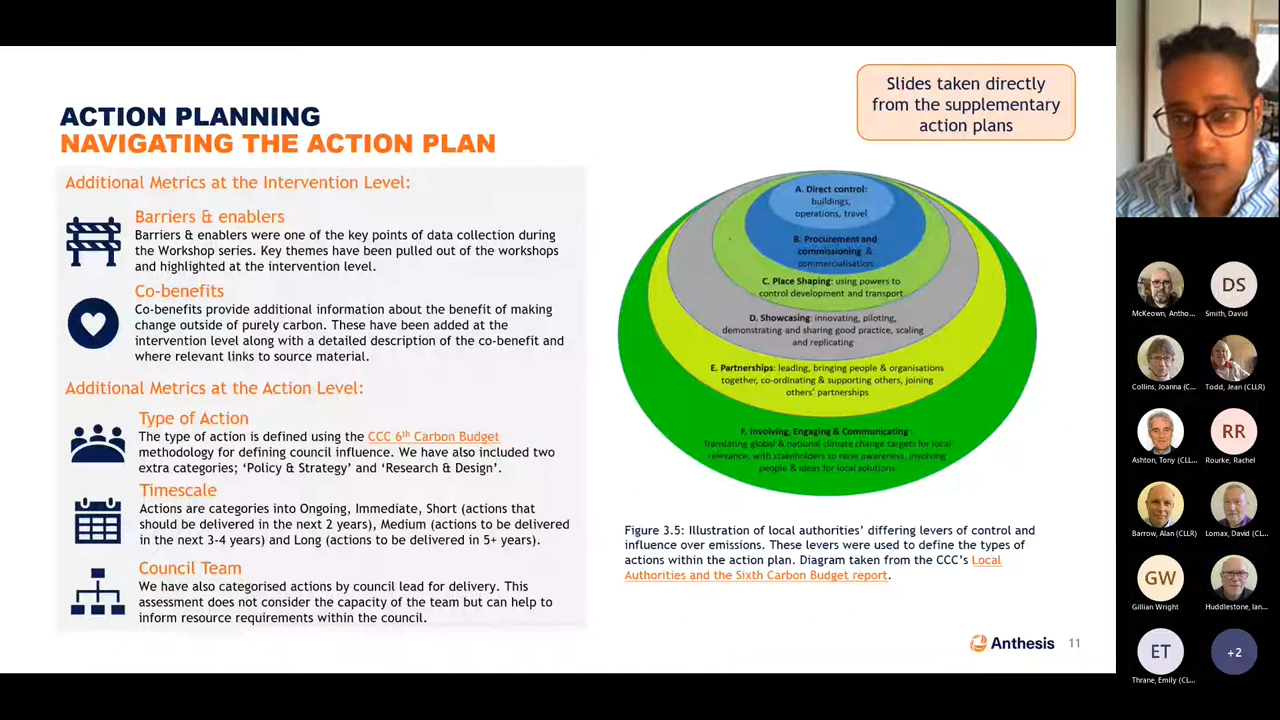 Slides taken directly
from the supplementary
action plans
ACTION PLANNING
NAVIGATING THE ACTION PLAN
Additional Metrics at the Intervention Level:
Barriers & enablers
Barriers & enablers were one of the key points of data collection during
the Workshop series. Key themes have been pulled out of the workshops
and highlighted at the intervention level.
Co-benefits
Co-benefits provide additional information about the benefit of making
change outside of purely carbon. These have been added at the
intervention level along with a detailed description of the co-benefit and
where relevant links to source material.
Additional Metrics at the Action Level:
Type of Action
The type of action is defined using the CCC 6th Carbon Budget
methodology for defining council influence. We have also included two
extra categories; ‘Policy & Strategy’ and ‘Research & Design’.
Timescale
Actions are categories into Ongoing, Immediate, Short (actions that
should be delivered in the next 2 years), Medium (actions to be delivered
in the next 3-4 years) and Long (actions to be delivered in 5+ years).
Council Team
We have also categorised actions by council lead for delivery. This
assessment does not consider the capacity of the team but can help to
inform resource requirements within the council.
A. Direct control:
buildings,
operations, travel
B. Procurement and
commissioning &
commercialisation
C. Place Shaping: using powers to
control development and transport
D. Showcasing: innovating, piloting,
demonstrating and sharing good practice, scaling
and replicating
E. Partnerships: leading, bringing people & organisations
together, co-ordinating & supporting others, joining
others’ partnerships
F. Involving, Engaging & Communicating:
Translating global & national climate change targets for local
relevance, with stakeholders to raise awareness, involving
people & ideas for local solutions
Figure 3.5: Illustration of local authorities’ differing levers of control and
influence over emissions. These levers were used to define the types of
actions within the action plan. Diagram taken from the CCC’s Local
Authorities and the Sixth Carbon Budget report.
Anthesis 11
McKeown, Antho...
DS
Smith, David
Collins, Joanna (C...
Todd, Jean (CLLR)
Ashton, Tony (CLL...
RR
Rourke, Rachel
Barrow, Alan (CLLR)
Lomax, David (CL...
GW
Gillian Wright
Huddlestone, Ian...
ET
Thrane, Emily (CL...
+2